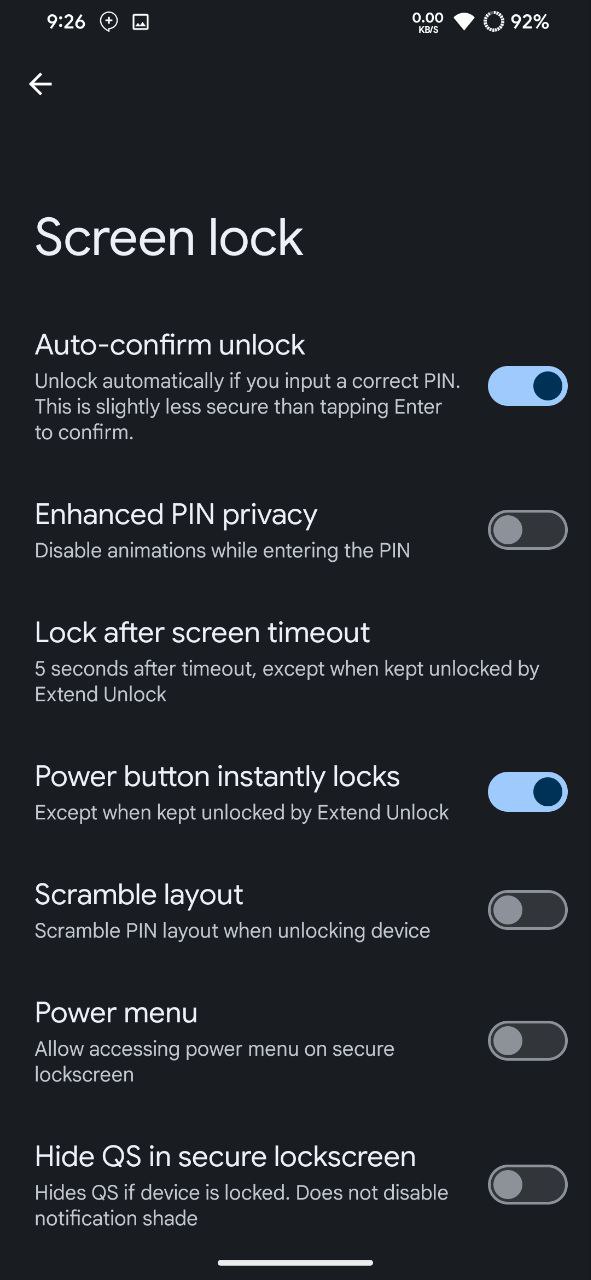 9:26
0.00
KB/S
92%
Screen lock
Auto-confirm unlock
Unlock automatically if you input a correct PIN.
This is slightly less secure than tapping Enter
to confirm.
Enhanced PIN privacy
Disable animations while entering the PIN
Lock after screen timeout
5 seconds after timeout, except when kept unlocked by
Extend Unlock
Power button instantly locks
Except when kept unlocked by Extend Unlock
Scramble layout
Scramble PIN layout when unlocking device
Power menu
Allow accessing power menu on secure
lockscreen
Hide QS in secure lockscreen
Hides QS if device is locked. Does not disable
notification shade